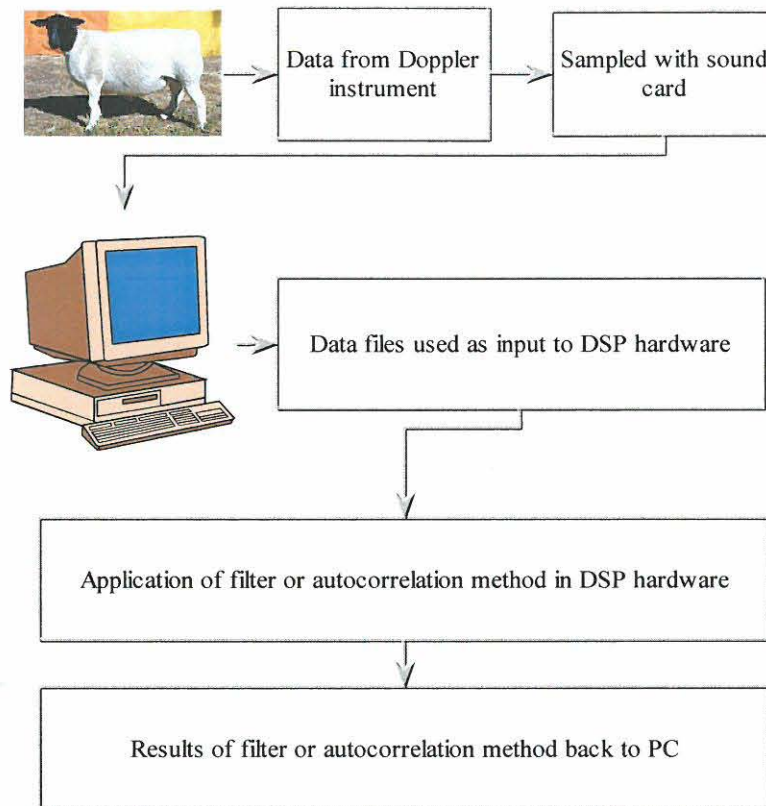 Data from Doppler
instrument
Sampled with sound
card
Data files used as input to DSP hardware
Application of filter or autocorrelation method in DSP hardware
Results of filter or autocorrelation method back to PC